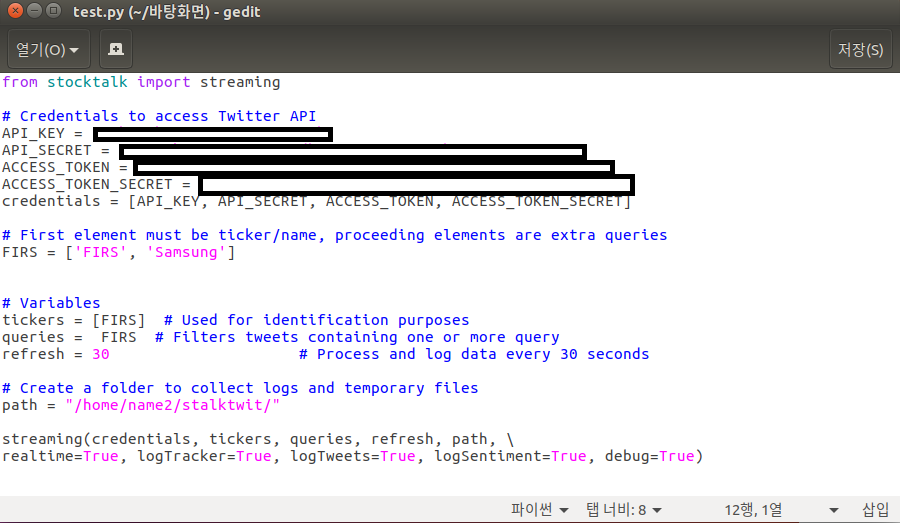 test.py (~/바탕화면) - gedit
열기(O)
저장(S)
from stocktalk import streaming
# Credentials to access Twitter API
API_KEY =
API_SECRET =
ACCESS_TOKEN =
ACCESS_TOKEN_SECRET =
credentials = [API_KEY, API_SECRET, ACCESS_TOKEN, ACCESS_TOKEN_SECRET]
# First element must be ticker/name, proceeding elements are extra queries
FIRS = ['FIRS', 'Samsung']
# Variables
tickers = [FIRS]  # Used for identification purposes
queries =  FIRS  # Filters tweets containing one or more query
refresh = 30                     # Process and log data every 30 seconds
# Create a folder to collect logs and temporary files
path = "/home/name2/stalktwit/"
streaming(credentials, tickers, queries, refresh, path, \
realtime=True, logTracker=True, logTweets=True, logSentiment=True, debug=True)
파이썬 탭 너비: 8 12행, 1열 삽입